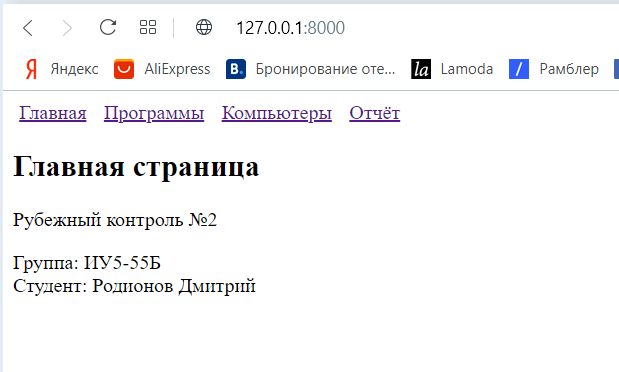 127.0.0.1:8000
Яндекс AliExpress B. Бронирование оте... la Lamoda Рамблер
Главная Программы Компьютеры Отчёт
Главная страница
Рубежный контроль №2
Группа: ИУ5-55Б
Студент: Родионов Дмитрий